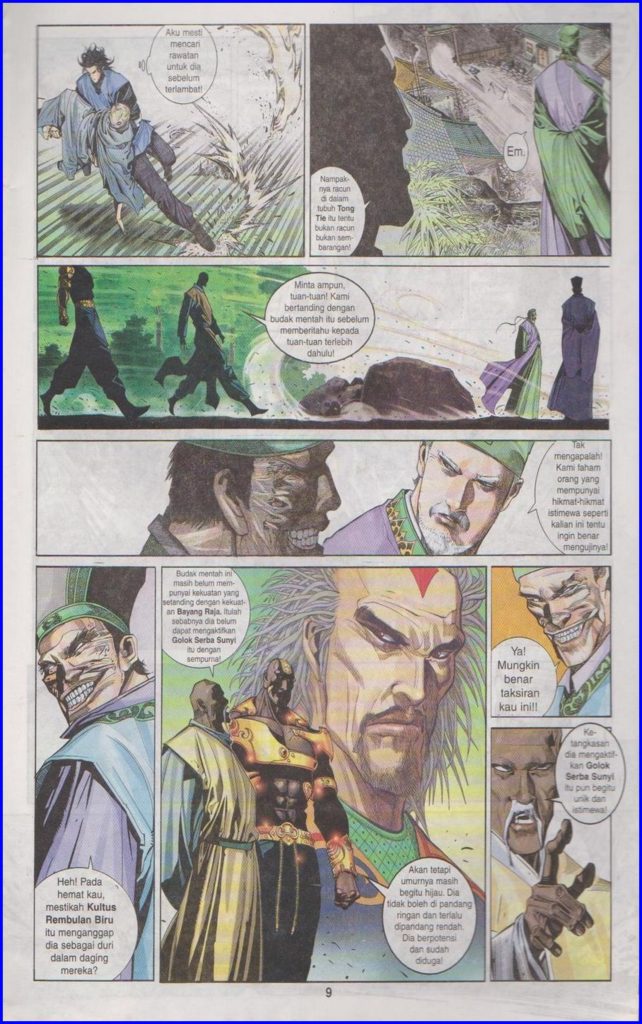 Aku mesti
mencari
rawatan
untuk dia
sebelum
terlambat!
Em.
Nampak-
nya racun
di dalam
tubuh Tong
Tie itu tentu
bukan racun
bukan sem-
barangan!
Minta ampun,
tuan-tuan! Kami
bertanding dengan
budak mentah itu sebelum
memberitahu kepada
tuan-tuan terlebih
dahulu!
Tak
mengapalah!
Kami faham
orang yang
mempunyai
hikmat-hikmat
istimewa seperti
kalian ini tentu
ingin benar
mengujinya!
Heh! Pada
hemat kau,
mestikah Kultus
Rembulan Biru
itu menganggap
dia sebagai duri
dalam daging
mereka?
Budak mentah ini
masih belum mem-
punyai kekuatan yang
setanding dengan kekuat-
an Bayang Raja. Itulah
sebabnya dia belum
dapat mengaktifkan
Golok Serba Sunyi
itu dengan
sempurna!
Akan tetapi
umurnya masih
begitu hijau. Dia
tidak boleh di pandang
ringan dan terlalu
dipandang rendah.
Dia berpotensi
dan sudah
diduga!
Ya!
Mungkin
benar
taksiran
kau ini!!
Ke-
tangkasan
dia mengaktif-
kan Golok
Serba Sunyi
itu pun begitu
unik dan
istimewa!
9